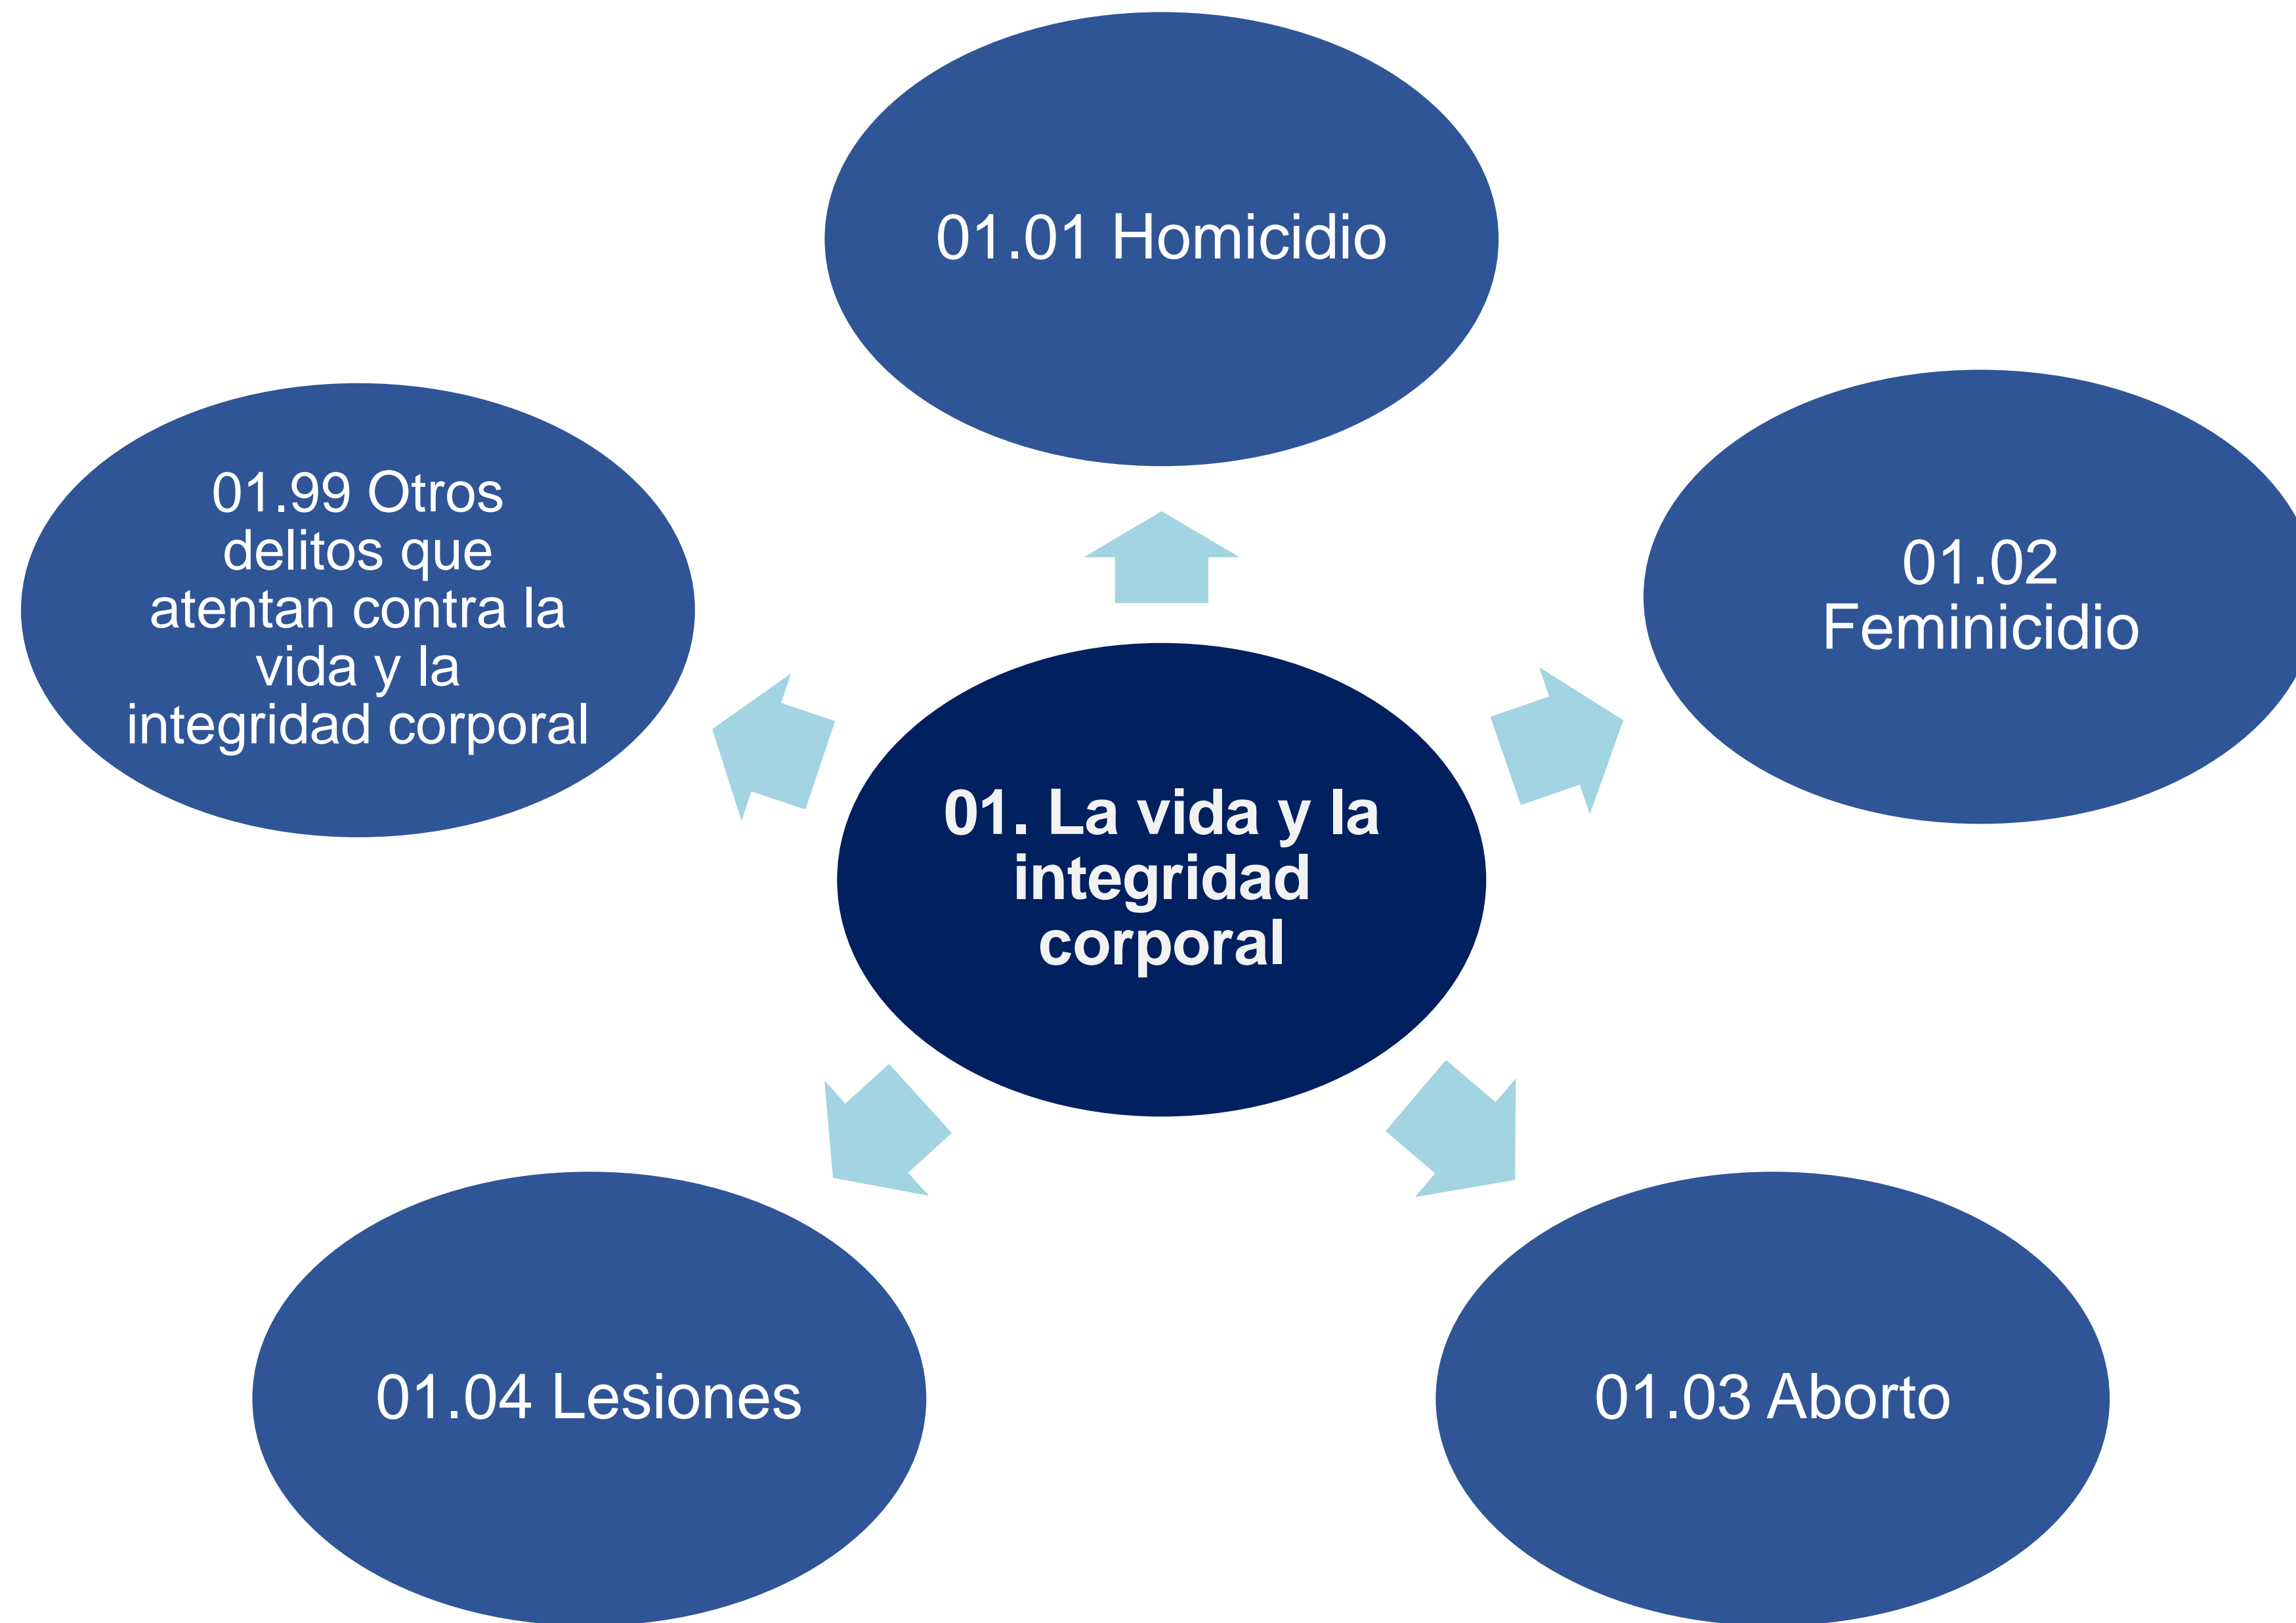 01.01 Homicidio
01.02
Feminicidio
01.99 Otros
delitos que
atentan contra la
vida y la
integridad corporal
01. La vida y la
integridad
corporal
01.04 Lesiones
01.03 Aborto